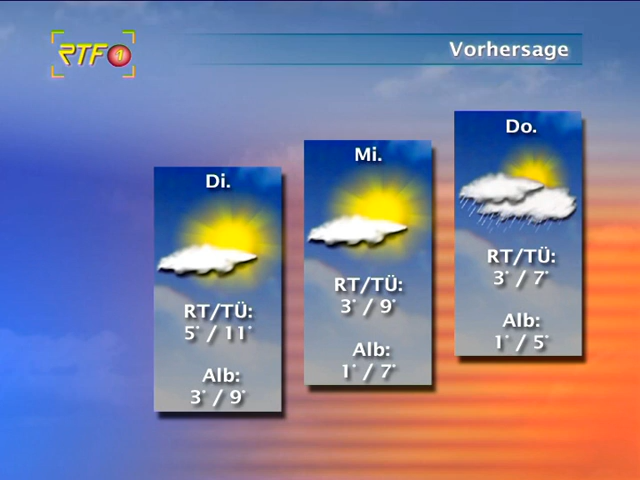 RTF 1
Vorhersage
Di.
RT/TÜ:
5° / 11°
Alb:
3° / 9°
Mi.
RT/TÜ:
3° / 9°
Alb:
1° / 7°
Do.
RT/TÜ:
3° / 7°
Alb:
1° / 5°